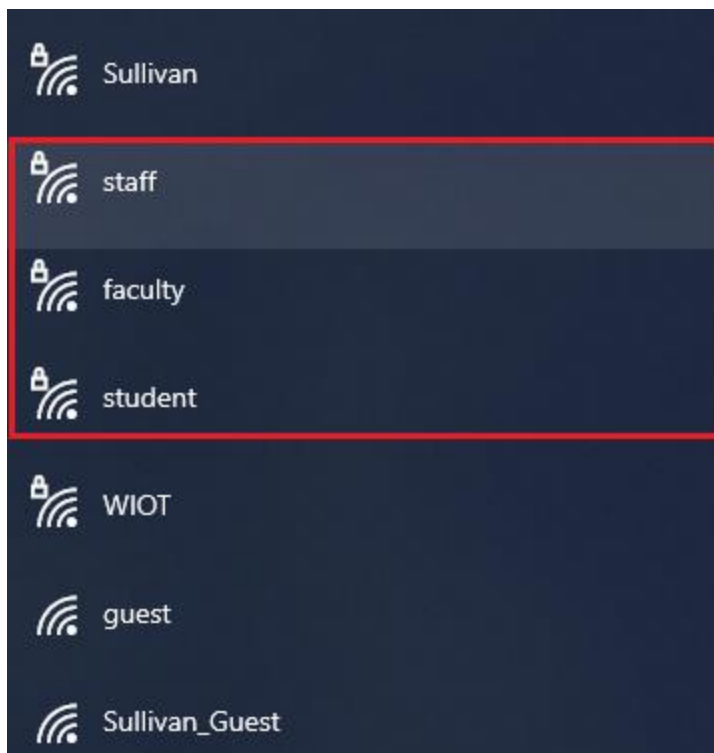 Sullivan
staff
faculty
student
WIOT
guest
Sullivan_Guest